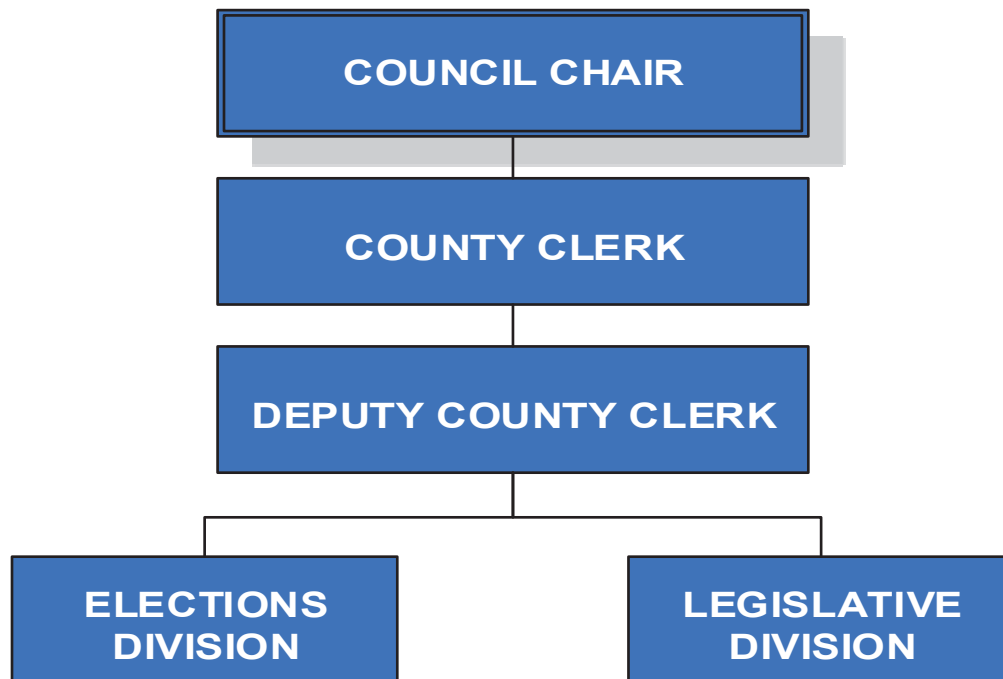 COUNCIL CHAIR
COUNTY CLERK
DEPUTY COUNTY CLERK
ELECTIONS
DIVISION
LEGISLATIVE
DIVISION